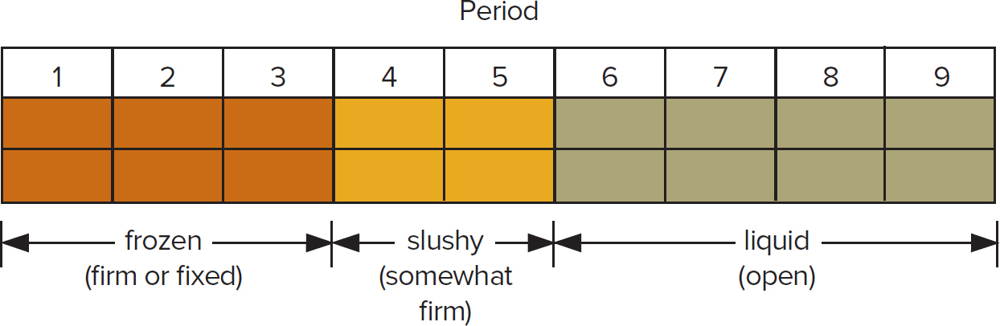 Period
1 2 3 4 5 6 7 8 9
frozen slushy liquid
(firm or fixed) (somewhat (open)
firm)